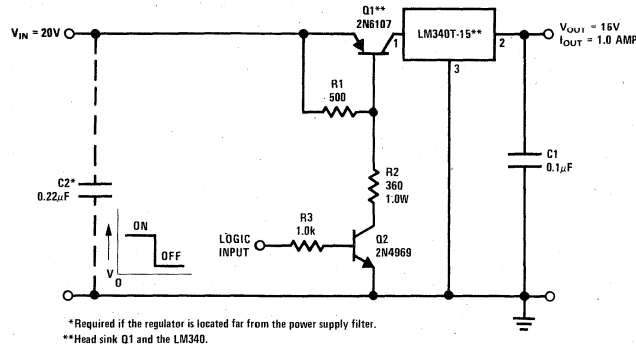 Q1**
2N6107
V_IN = 20V
1
LM340T-15**
2
V_OUT = 15V
I_OUT = 1.0 AMP
3
R1
500
C2*
0.22μF
R2
360
1.0W
C1
0.1μF
ON
OFF
V
0
LOGIC
INPUT
R3
1.0k
Q2
2N4969
*Required if the regulator is located far from the power supply filter.
**Head sink Q1 and the LM340.